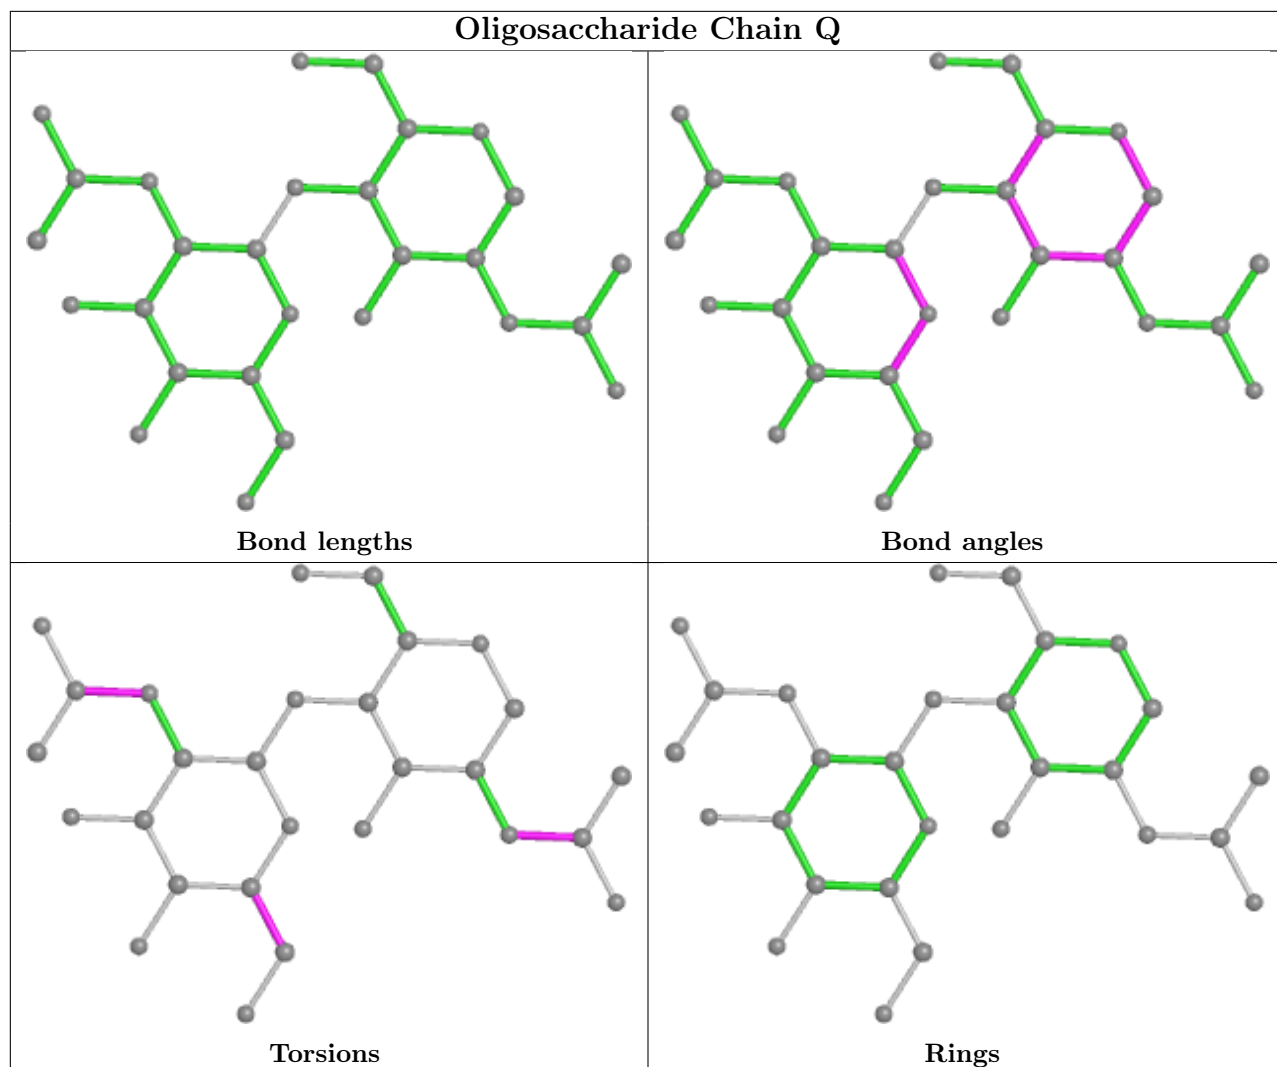 Oligosaccharide Chain Q
Bond lengths
Bond angles
Torsions
Rings